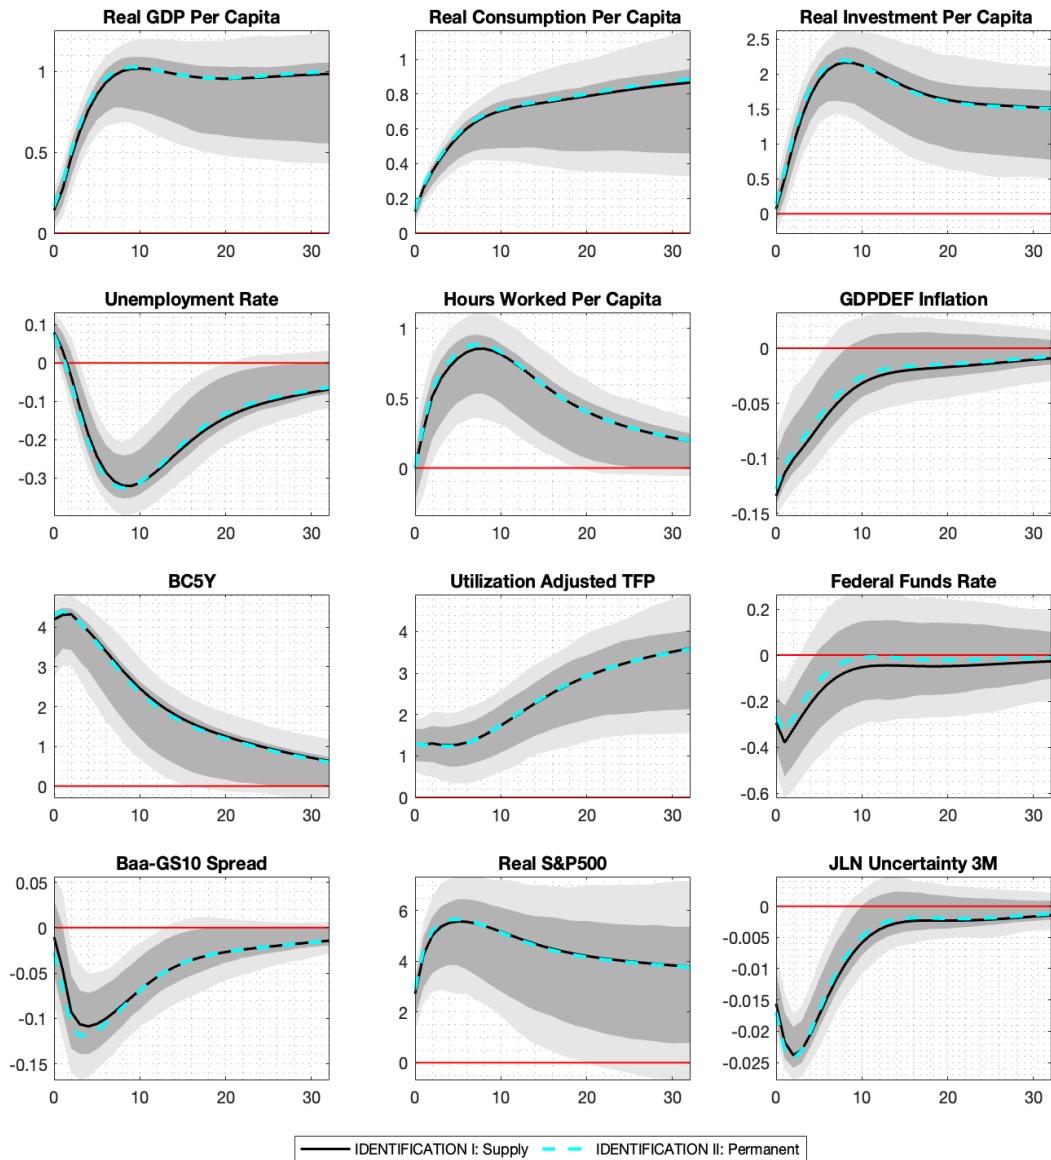 Real GDP Per Capita
1
0.5
0
0 10 20 30
Real Consumption Per Capita
1
0.8
0.6
0.4
0.2
0
0 10 20 30
Real Investment Per Capita
2.5
2
1.5
1
0.5
0
0 10 20 30
Unemployment Rate
0.1
0
-0.1
-0.2
-0.3
0 10 20 30
Hours Worked Per Capita
1
0.5
0
0 10 20 30
GDPDEF Inflation
0
-0.05
-0.1
-0.15
0 10 20 30
BC5Y
4
3
2
1
0
0 10 20 30
Utilization Adjusted TFP
4
3
2
1
0
0 10 20 30
Federal Funds Rate
0.2
0
-0.2
-0.4
-0.6
0 10 20 30
Baa-GS10 Spread
0.05
0
-0.05
-0.1
-0.15
0 10 20 30
Real S&P500
6
4
2
0
0 10 20 30
JLN Uncertainty 3M
0
-0.005
-0.01
-0.015
-0.02
-0.025
0 10 20 30
IDENTIFICATION I: Supply IDENTIFICATION II: Permanent